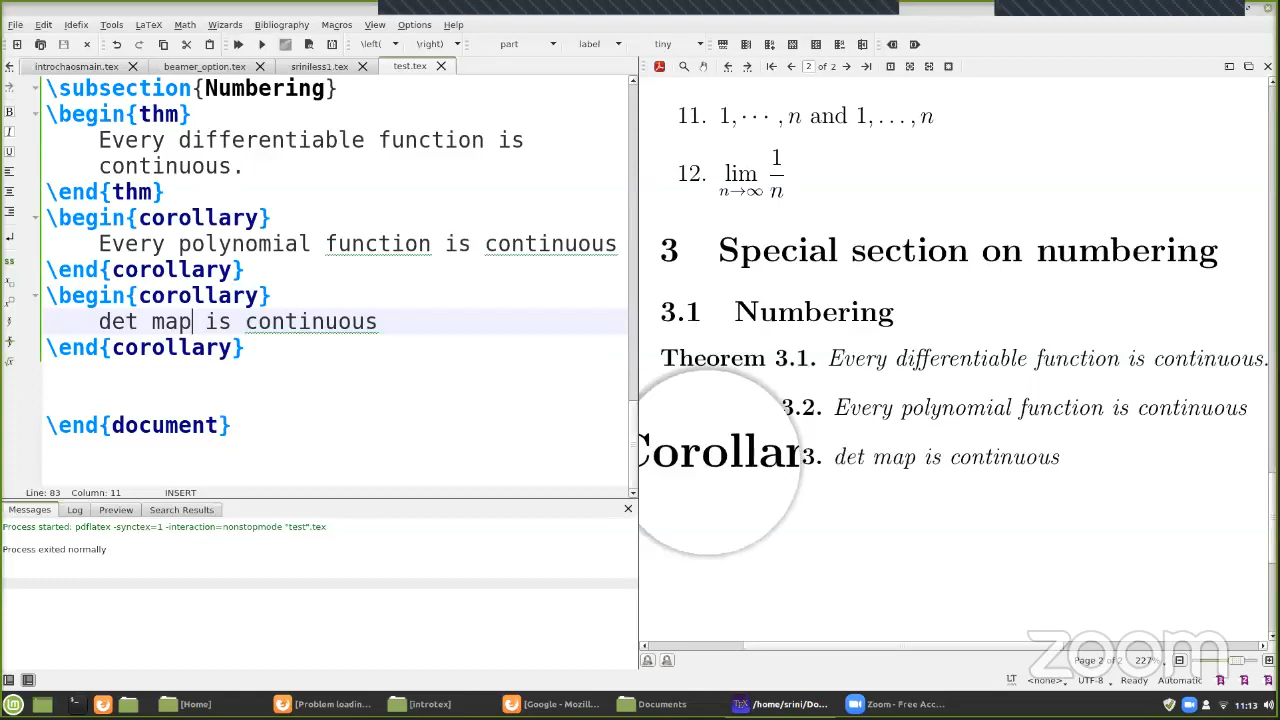 File Edit Idefix Tools LaTeX Math Wizards Bibliography Macros View Options Help
\left( \right) part label tiny
introchaosmain.tex beamer_option.tex sriniless1.tex test.tex
2 of 2
\subsection{Numbering}
\begin{thm}
Every differentiable function is
continuous.
\end{thm}
\begin{corollary}
Every polynomial function is continuous
\end{corollary}
\begin{corollary}
det map is continuous
\end{corollary}
\end{document}
Line: 83 Column: 11 INSERT
Messages Log Preview Search Results
Process started: pdflatex -synctex=1 -interaction=nonstopmode "test".tex
Process exited normally
11. 1, ⋯ , n and 1, . . . , n
12. lim n→∞ 1/n
3 Special section on numbering
3.1 Numbering
Theorem 3.1. Every differentiable function is continuous.
3.2. Every polynomial function is continuous
Corollar 3. det map is continuous
zoom
Page 2 of 2 227%
LT <none> UTF-8 Ready Automatic
[Home] [Problem loadin... [introtex] [Google - Mozill... Documents /home/srini/Do... Zoom - Free Acc... 11:13